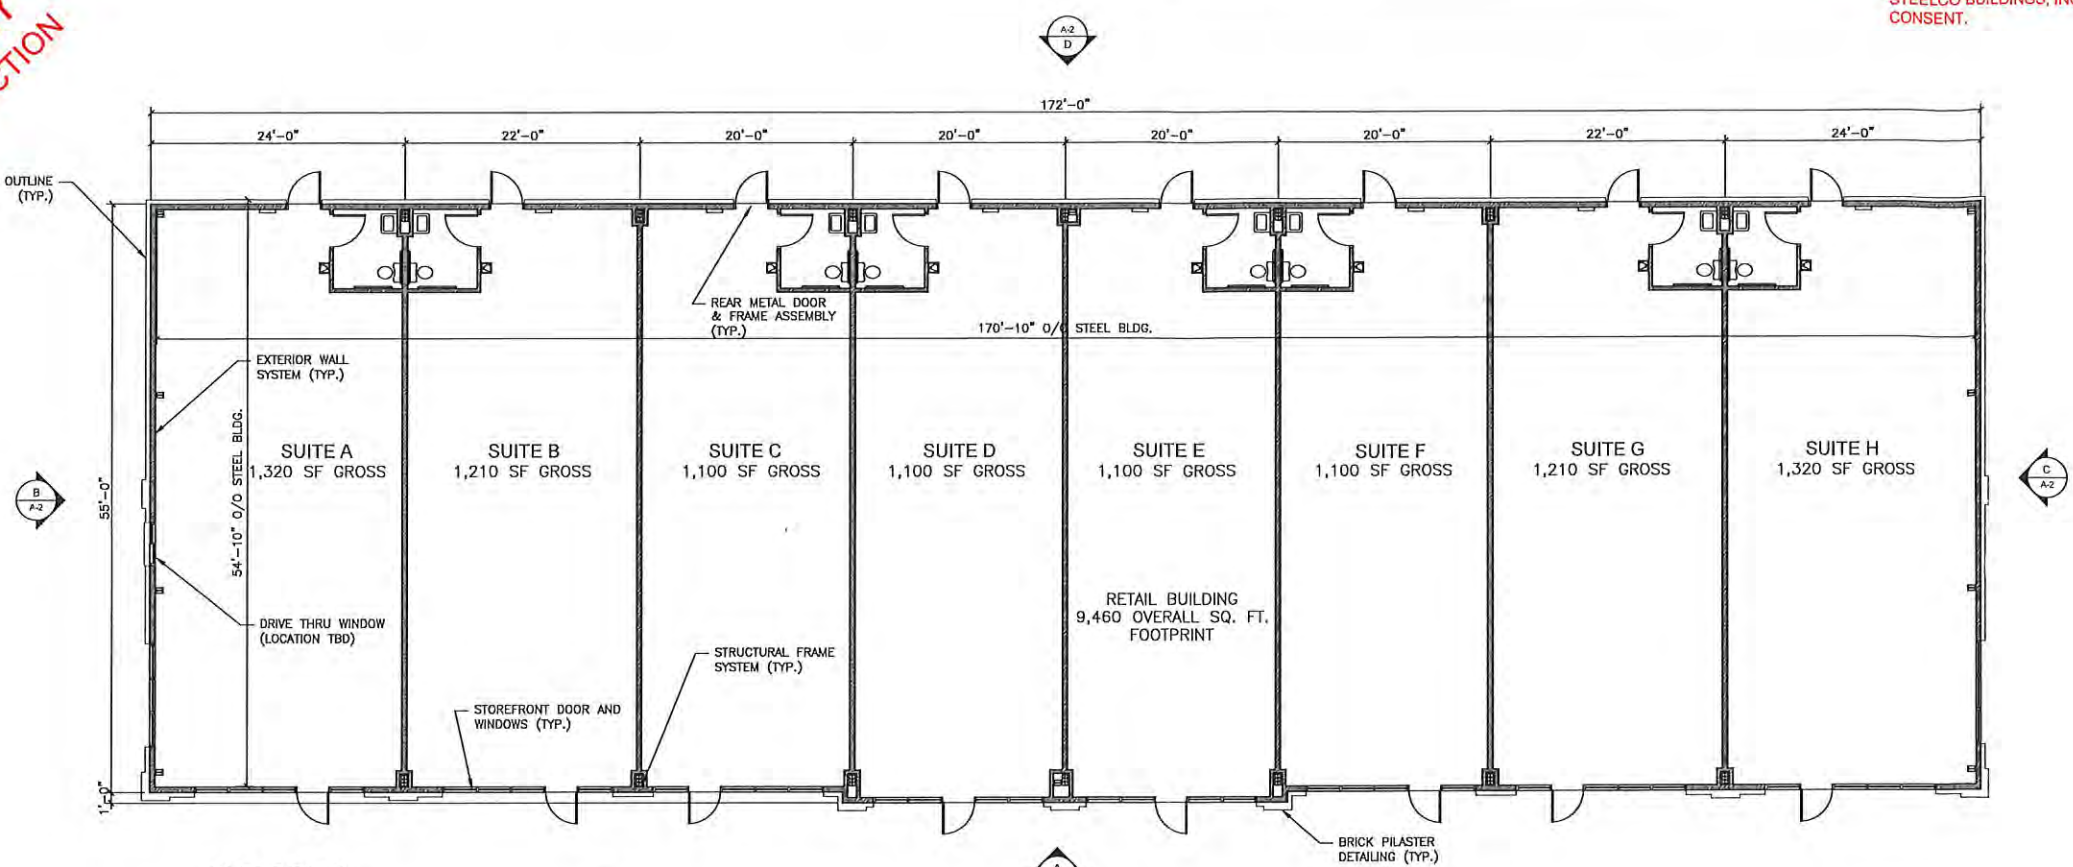 CTION
STEELCO BUILDINGS, IN
CONSENT.
A-2
D
172'-0"
24'-0"
22'-0"
20'-0"
20'-0"
20'-0"
20'-0"
22'-0"
24'-0"
OUTLINE
(TYP.)
REAR METAL DOOR
& FRAME ASSEMBLY
(TYP.)
170'-10" O/O STEEL BLDG.
EXTERIOR WALL
SYSTEM (TYP.)
54'-10" O/O STEEL BLDG.
55'-0"
1'-0"
SUITE A
1,320 SF GROSS
SUITE B
1,210 SF GROSS
SUITE C
1,100 SF GROSS
SUITE D
1,100 SF GROSS
SUITE E
1,100 SF GROSS
SUITE F
1,100 SF GROSS
SUITE G
1,210 SF GROSS
SUITE H
1,320 SF GROSS
B
A-2
C
A-2
RETAIL BUILDING
9,460 OVERALL SQ. FT.
FOOTPRINT
DRIVE THRU WINDOW
(LOCATION TBD)
STRUCTURAL FRAME
SYSTEM (TYP.)
STOREFRONT DOOR AND
WINDOWS (TYP.)
BRICK PILASTER
DETAILING (TYP.)